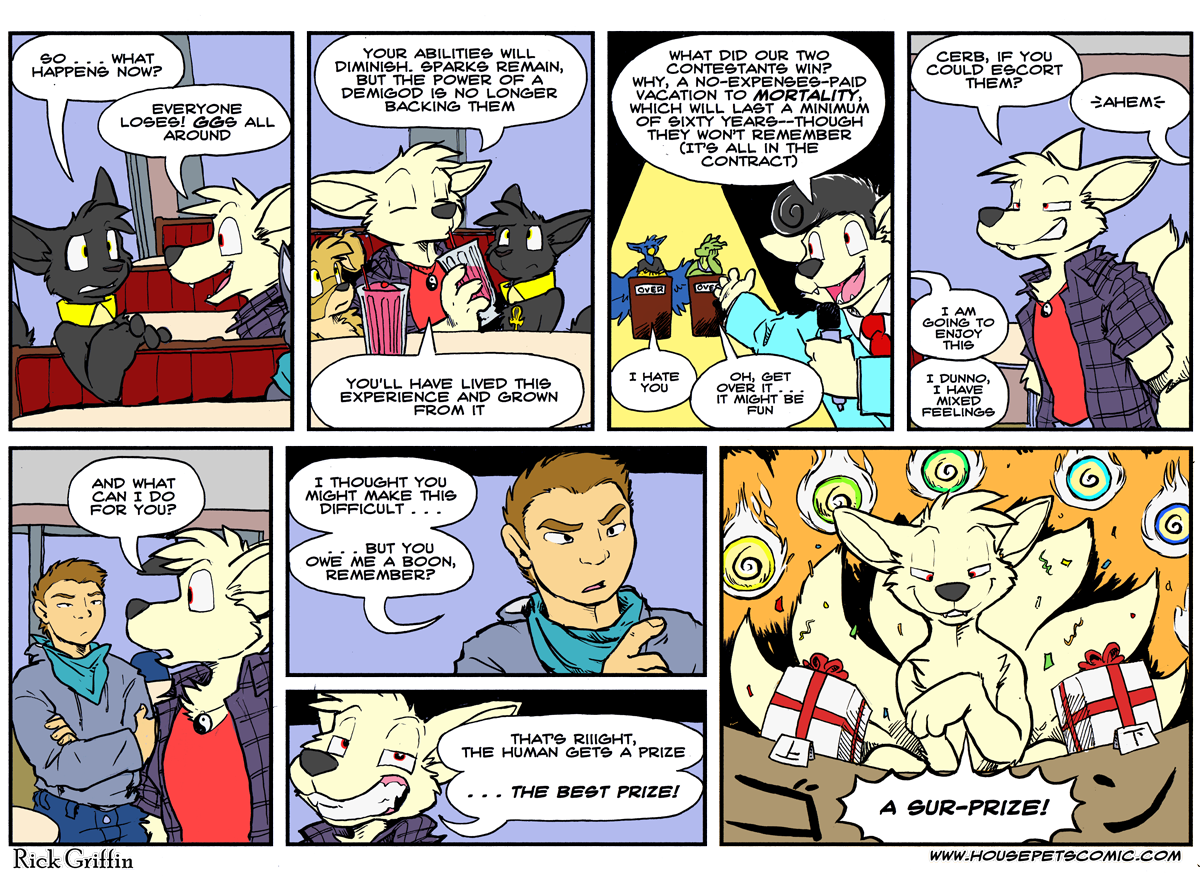 SO . . . WHAT
HAPPENS NOW?
EVERYONE
LOSES! GGS ALL
AROUND
YOUR ABILITIES WILL
DIMINISH. SPARKS REMAIN,
BUT THE POWER OF A
DEMIGOD IS NO LONGER
BACKING THEM
YOU'LL HAVE LIVED THIS
EXPERIENCE AND GROWN
FROM IT
WHAT DID OUR TWO
CONTESTANTS WIN?
WHY, A NO-EXPENSES-PAID
VACATION TO MORTALITY,
WHICH WILL LAST A MINIMUM
OF SIXTY YEARS--THOUGH
THEY WON'T REMEMBER
(IT'S ALL IN THE
CONTRACT)
OVER
OVER
I HATE
YOU
OH, GET
OVER IT . . .
IT MIGHT BE
FUN
CERB, IF YOU
COULD ESCORT
THEM?
AHEM
I AM
GOING TO
ENJOY
THIS
I DUNNO,
I HAVE
MIXED
FEELINGS
AND WHAT
CAN I DO
FOR YOU?
I THOUGHT YOU
MIGHT MAKE THIS
DIFFICULT . . .
. . . BUT YOU
OWE ME A BOON,
REMEMBER?
THAT'S RIIIGHT,
THE HUMAN GETS A PRIZE
. . . THE BEST PRIZE!
上
下
A SUR-PRIZE!
Rick Griffin
WWW.HOUSEPETSCOMIC.COM